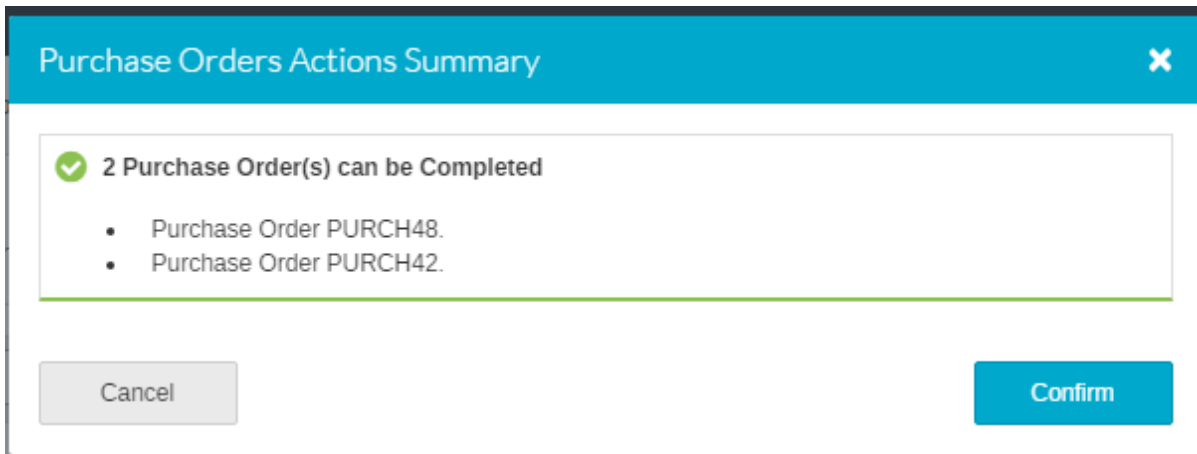 Purchase Orders Actions Summary
2 Purchase Order(s) can be Completed
Purchase Order PURCH48.
Purchase Order PURCH42.
Cancel
Confirm